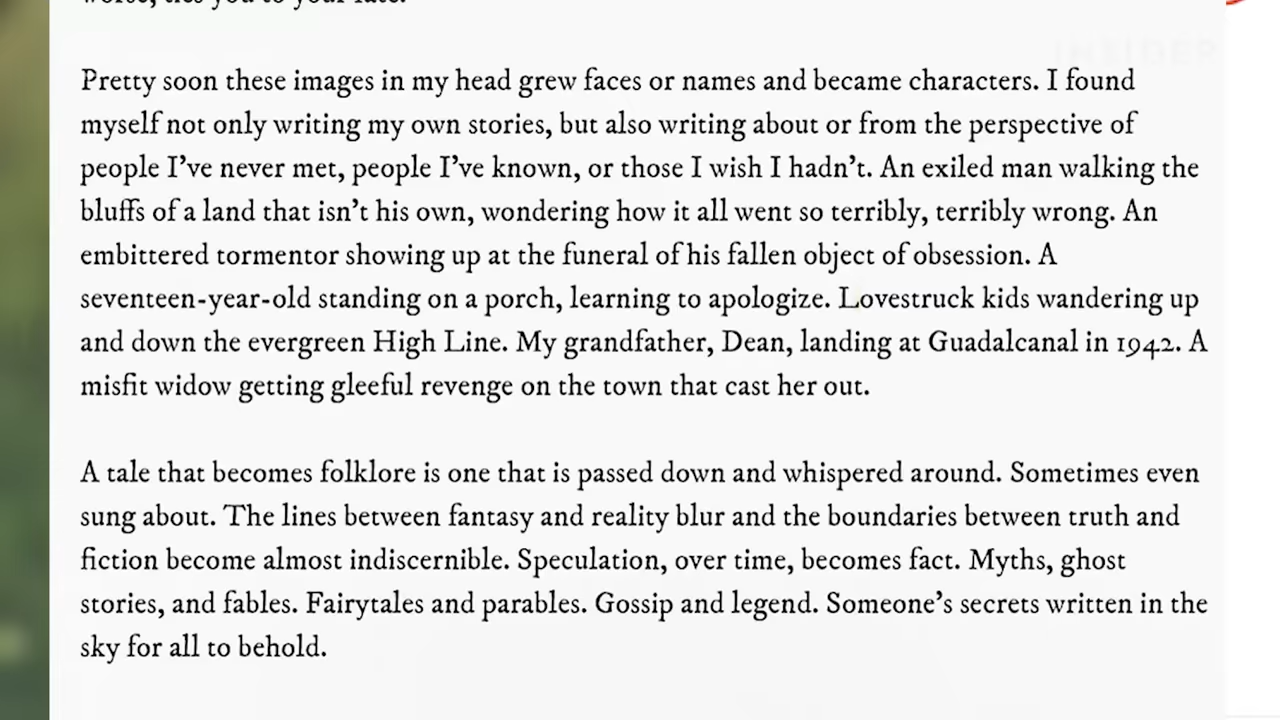 worse, ties you to your fate.
Pretty soon these images in my head grew faces or names and became characters. I found
myself not only writing my own stories, but also writing about or from the perspective of
people I’ve never met, people I’ve known, or those I wish I hadn’t. An exiled man walking the
bluffs of a land that isn’t his own, wondering how it all went so terribly, terribly wrong. An
embittered tormentor showing up at the funeral of his fallen object of obsession. A
seventeen-year-old standing on a porch, learning to apologize. Lovestruck kids wandering up
and down the evergreen High Line. My grandfather, Dean, landing at Guadalcanal in 1942. A
misfit widow getting gleeful revenge on the town that cast her out.
A tale that becomes folklore is one that is passed down and whispered around. Sometimes even
sung about. The lines between fantasy and reality blur and the boundaries between truth and
fiction become almost indiscernible. Speculation, over time, becomes fact. Myths, ghost
stories, and fables. Fairytales and parables. Gossip and legend. Someone’s secrets written in the
sky for all to behold.
INSIDER